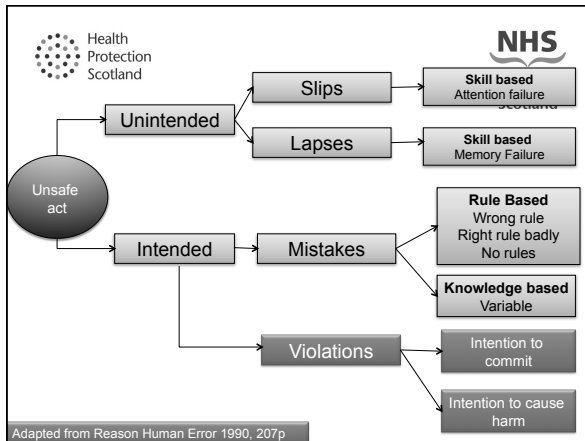 Health
Protection
Scotland
NHS
Scotland
Slips
Skill based
Attention failure
Unintended
Lapses
Skill based
Memory Failure
Unsafe
act
Rule Based
Wrong rule
Right rule badly
No rules
Intended
Mistakes
Knowledge based
Variable
Violations
Intention to
commit
Intention to cause
harm
Adapted from Reason Human Error 1990, 207p